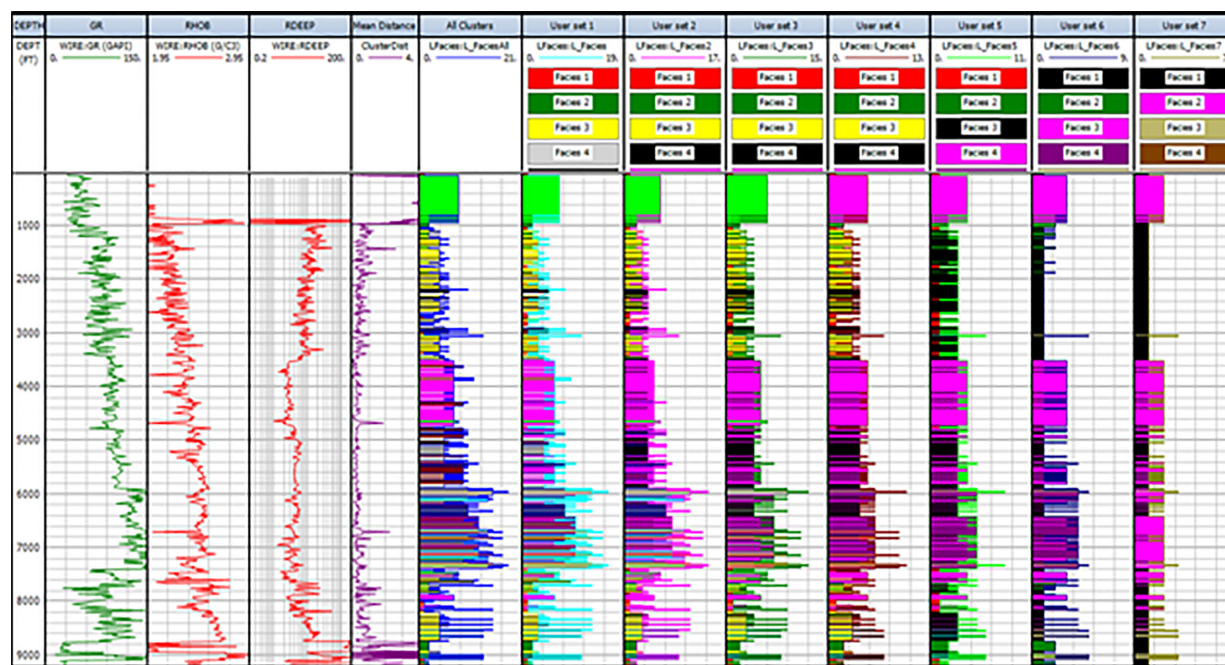 DEPTH GR RHOB RDEEP Mean Distance All Clusters User set 1 User set 2 User set 3 User set 4 User set 5 User set 6 User set 7
DEPT WIRE:GR (GAPI) WIRE:RHOB (G/C3) WIRE:RDEEP ClusterDist LFacies:L_FaciesAll LFacies:L_Facies LFacies:L_Facies2 LFacies:L_Facies3 LFacies:L_Facies4 LFacies:L_Facies5 LFacies:L_Facies6 LFacies:L_Facies7
(FT) 0. 150. 1.95 2.95 0.2 200. 0. 4. 0. 21. 0. 19. 0. 17. 0. 15. 0. 13. 0. 11. 0. 9. 0.
Facies 1 Facies 1 Facies 1 Facies 1 Facies 1 Facies 1 Facies 1
Facies 2 Facies 2 Facies 2 Facies 2 Facies 2 Facies 2 Facies 2
Facies 3 Facies 3 Facies 3 Facies 3 Facies 3 Facies 3 Facies 3
Facies 4 Facies 4 Facies 4 Facies 4 Facies 4 Facies 4 Facies 4
1000
2000
3000
4000
5000
6000
7000
8000
9000